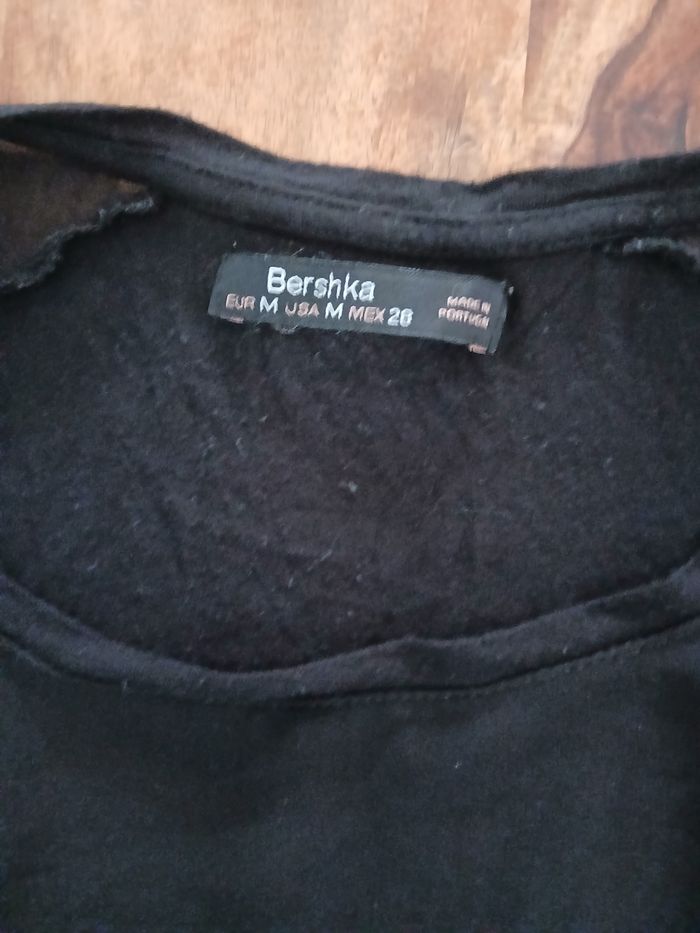 Bershka
EUR M USA M MEX 28
MADE IN
PORTUGAL